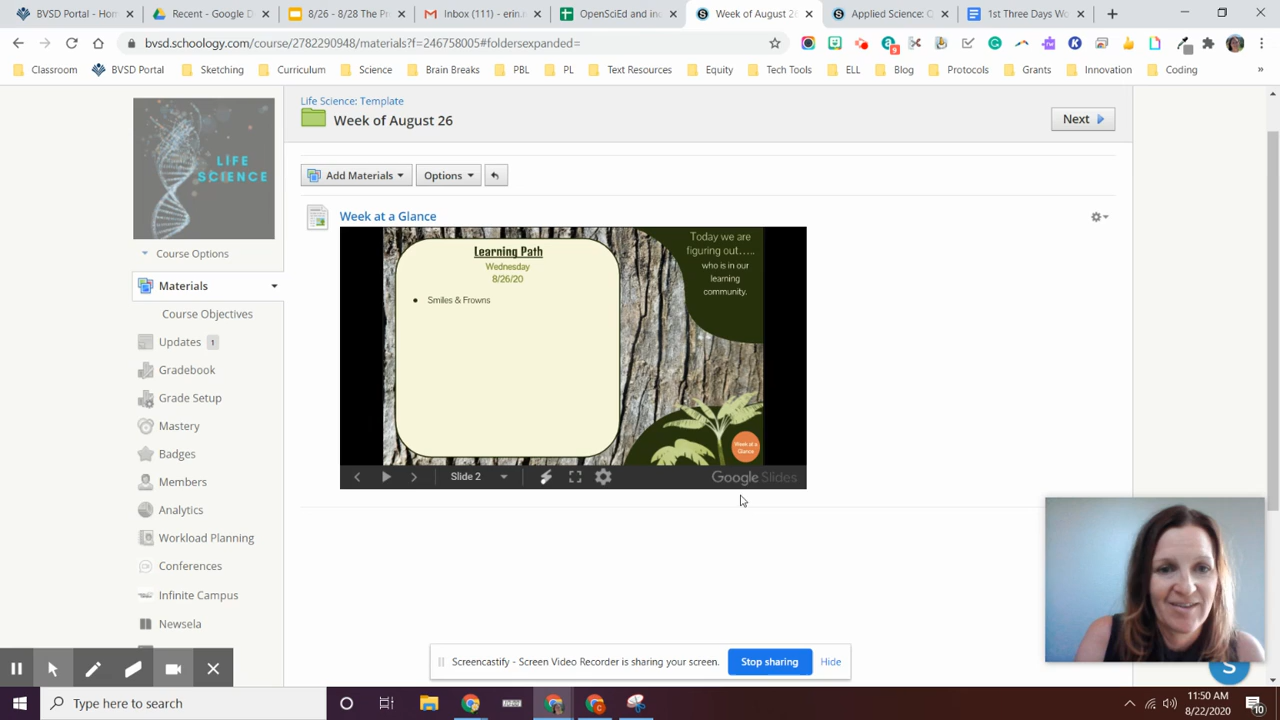 BVSD Portal - Hom
Recent - Google D
8/26 - 8/28 The Pr
Inbox (111) - erin.n
OpenSciEd and inc
Week of August 26
Applied Science: C
1st Three Days Wo
bvsd.schoology.com/course/2782290948/materials?f=246758005#foldersexpanded=
9
Classroom
BVSD Portal
Sketching
Curriculum
Science
Brain Breaks
PBL
PL
Text Resources
Equity
Tech Tools
ELL
Blog
Protocols
Grants
Innovation
Coding
»
LIFE
SCIENCE
Course Options
Materials
Course Objectives
Updates 1
Gradebook
Grade Setup
Mastery
Badges
Members
Analytics
Workload Planning
Conferences
Infinite Campus
Newsela
Life Science: Template
Week of August 26
Next
Add Materials
Options
Week at a Glance
Learning Path
Wednesday
8/26/20
● Smiles & Frowns
Today we are
figuring out…..
who is in our
learning
community.
Week at a
Glance
Slide 2
Google Slides
Screencastify - Screen Video Recorder is sharing your screen.
Stop sharing
Hide
S
Type here to search
11:50 AM
8/22/2020
10